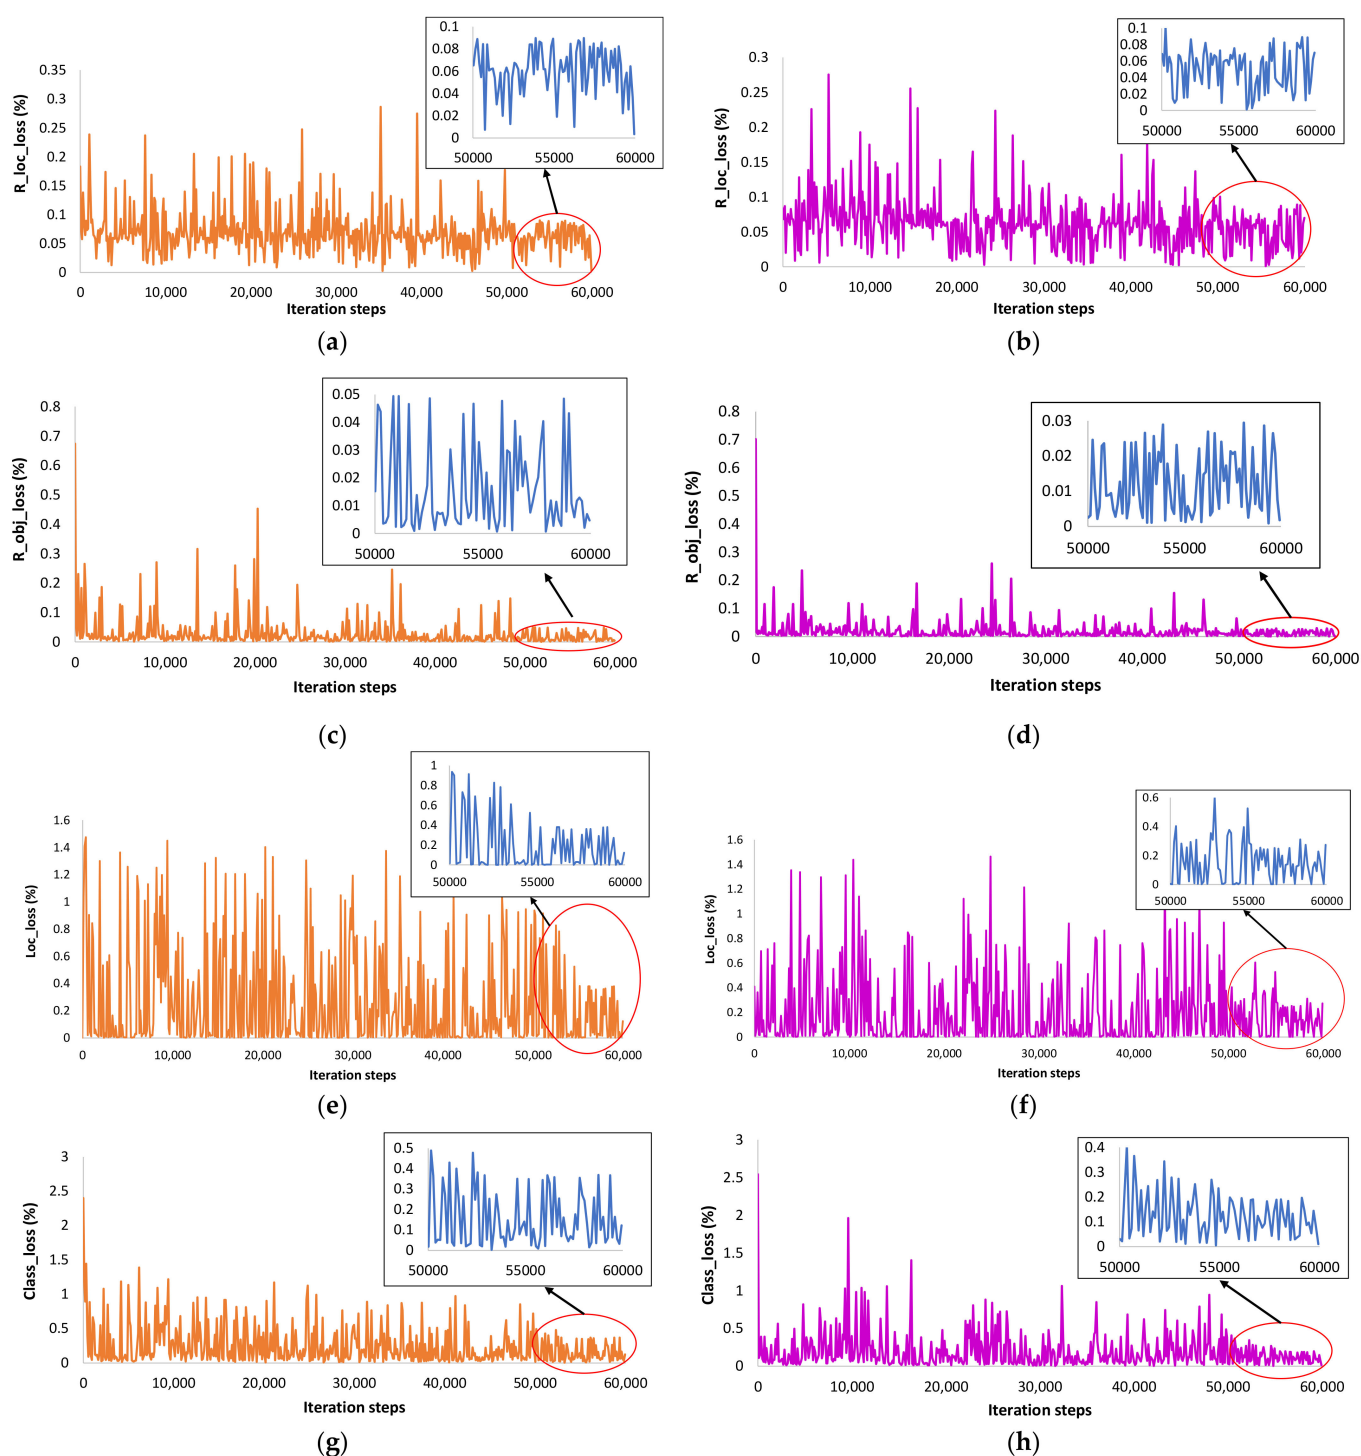 0.1
0.08
0.06
0.04
0.02
0
50000 55000 60000
R_loc_loss (%)
0.35
0.3
0.25
0.2
0.15
0.1
0.05
0
0 10,000 20,000 30,000 40,000 50,000 60,000
Iteration steps
(a)
0.1
0.08
0.06
0.04
0.02
0
50000 55000 60000
R_loc_loss (%)
0.3
0.25
0.2
0.15
0.1
0.05
0
0 10,000 20,000 30,000 40,000 50,000 60,000
Iteration steps
(b)
0.05
0.04
0.03
0.02
0.01
0
50000 55000 60000
R_obj_loss (%)
0.8
0.7
0.6
0.5
0.4
0.3
0.2
0.1
0
0 10,000 20,000 30,000 40,000 50,000 60,000
Iteration steps
(c)
0.03
0.02
0.01
0
50000 55000 60000
R_obj_loss (%)
0.8
0.7
0.6
0.5
0.4
0.3
0.2
0.1
0
0 10,000 20,000 30,000 40,000 50,000 60,000
Iteration steps
(d)
1
0.8
0.6
0.4
0.2
0
50000 55000 60000
Loc_loss (%)
1.6
1.4
1.2
1
0.8
0.6
0.4
0.2
0
0 10,000 20,000 30,000 40,000 50,000 60,000
Iteration steps
(e)
0.6
0.4
0.2
0
50000 55000 60000
Loc_loss (%)
1.6
1.4
1.2
1
0.8
0.6
0.4
0.2
0
0 10,000 20,000 30,000 40,000 50,000 60,000
Iteration steps
(f)
0.5
0.4
0.3
0.2
0.1
0
50000 55000 60000
Class_loss (%)
3
2.5
2
1.5
1
0.5
0
0 10,000 20,000 30,000 40,000 50,000 60,000
Iteration steps
(g)
0.4
0.3
0.2
0.1
0
50000 55000 60000
Class_loss (%)
3
2.5
2
1.5
1
0.5
0
0 10,000 20,000 30,000 40,000 50,000 60,000
Iteration steps
(h)